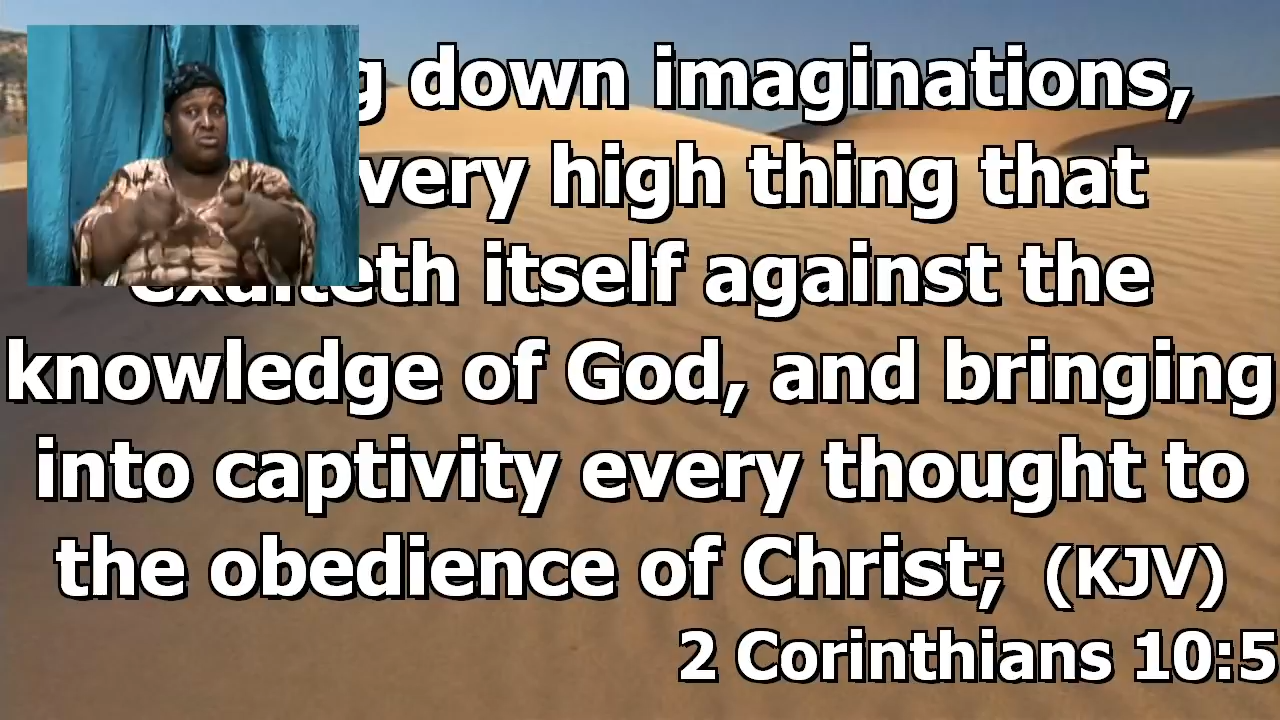 down imaginations,
very high thing that
itself against the
knowledge of God, and bringing
into captivity every thought to
the obedience of Christ; (KJV)
2 Corinthians 10:5